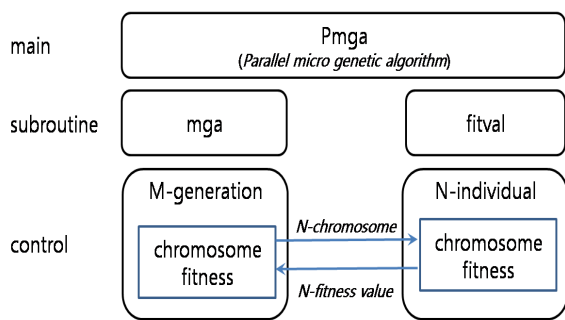 main
Pmga
(Parallel micro genetic algorithm)
subroutine
mga
fitval
control
M-generation
chromosome
fitness
N-chromosome
N-fitness value
N-individual
chromosome
fitness